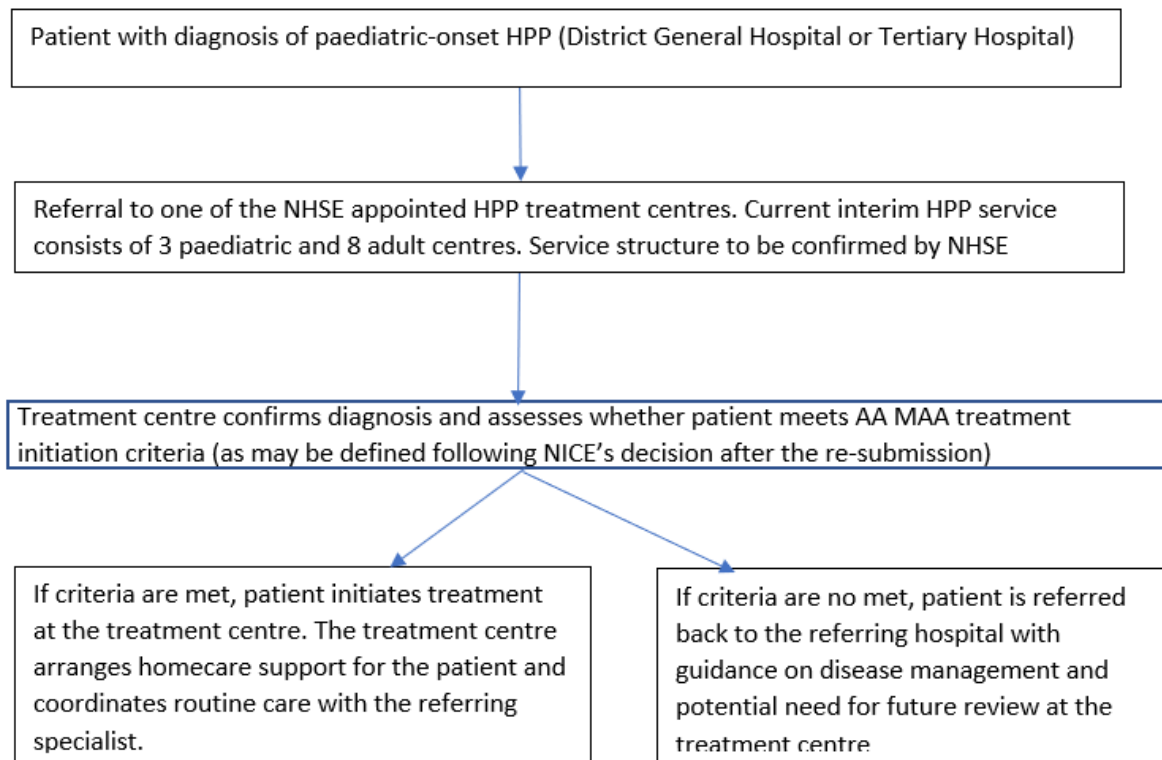 Patient with diagnosis of paediatric-onset HPP (District General Hospital or Tertiary Hospital)
Referral to one of the NHSE appointed HPP treatment centres. Current interim HPP service
consists of 3 paediatric and 8 adult centres. Service structure to be confirmed by NHSE
Treatment centre confirms diagnosis and assesses whether patient meets AA MAA treatment
initiation criteria (as may be defined following NICE’s decision after the re-submission)
If criteria are met, patient initiates treatment
at the treatment centre. The treatment centre
arranges homecare support for the patient and
coordinates routine care with the referring
specialist.
If criteria are no met, patient is referred
back to the referring hospital with
guidance on disease management and
potential need for future review at the
treatment centre